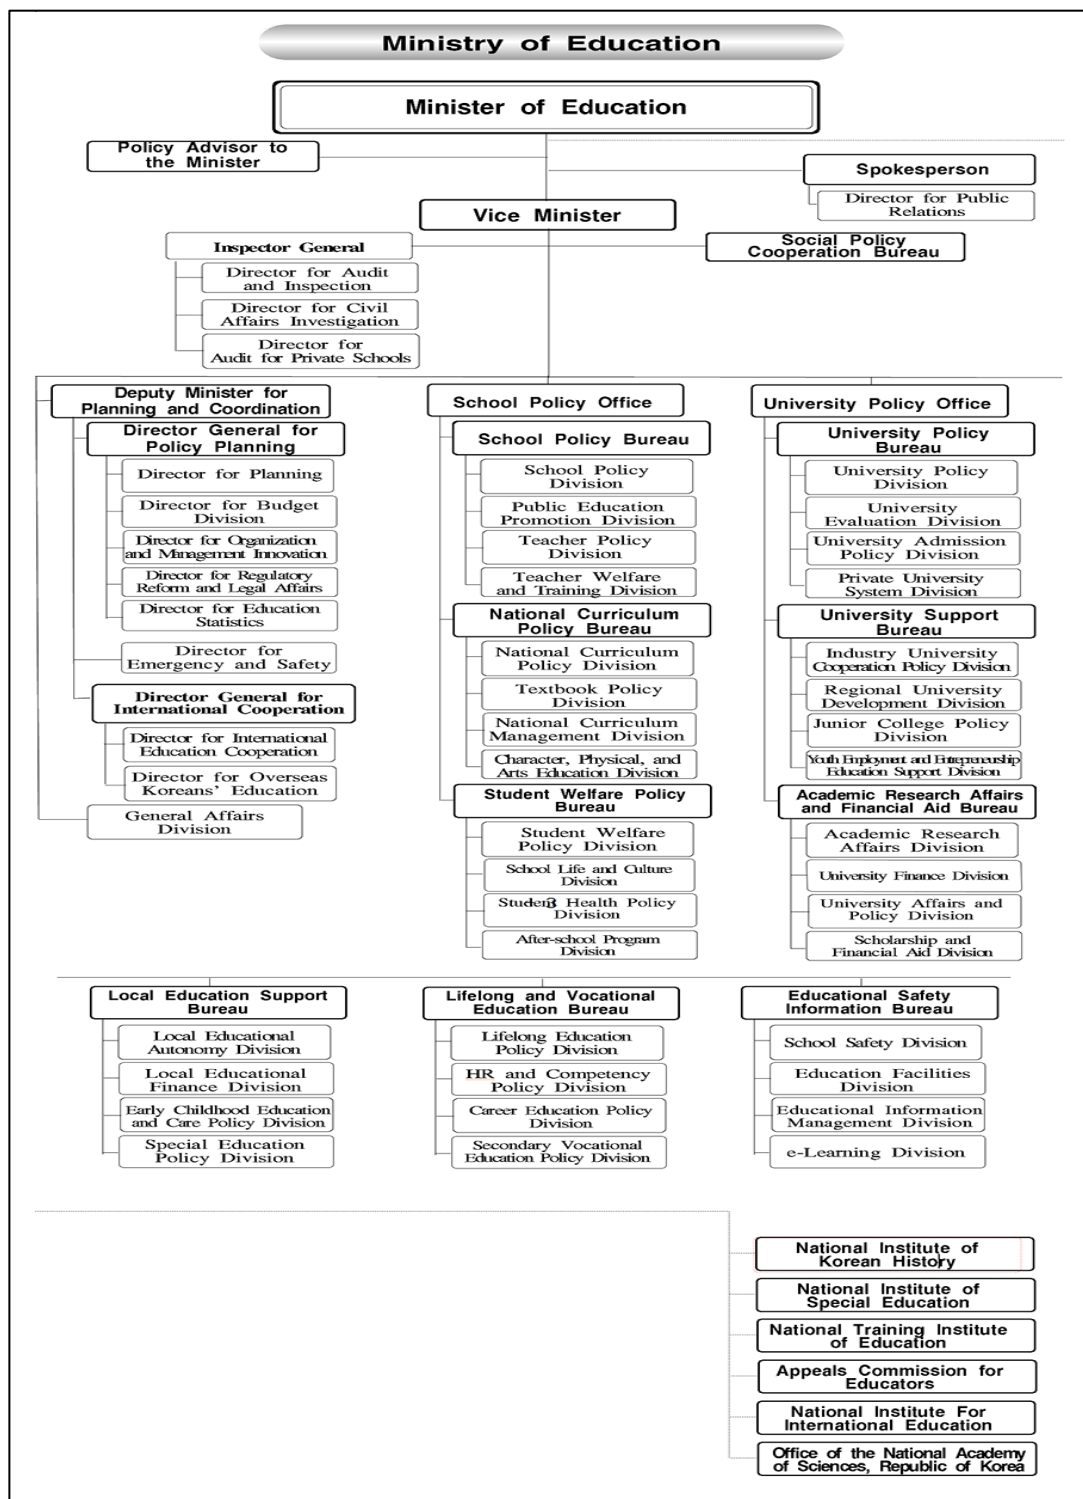 Ministry of Education
Minister of Education
Policy Advisor to
the Minister
Spokesperson
Director for Public
Relations
Vice Minister
Inspector General
Social Policy
Cooperation Bureau
Director for Audit
and Inspection
Director for Civil
Affairs Investigation
Director for
Audit for Private Schools
Deputy Minister for
Planning and Coordination
Director General for
Policy Planning
Director for Planning
Director for Budget
Division
Director for Organization
and Management Innovation
Director for Regulatory
Reform and Legal Affairs
Director for Education
Statistics
Director for
Emergency and Safety
Director General for
International Cooperation
Director for International
Education Cooperation
Director for Overseas
Koreans' Education
General Affairs
Division
School Policy Office
School Policy Bureau
School Policy
Division
Public Education
Promotion Division
Teacher Policy
Division
Teacher Welfare
and Training Division
National Curriculum
Policy Bureau
National Curriculum
Policy Division
Textbook Policy
Division
National Curriculum
Management Division
Character, Physical, and
Arts Education Division
Student Welfare Policy
Bureau
Student Welfare
Policy Division
School Life and Culture
Division
Student Health Policy
Division
After-school Program
Division
University Policy Office
University Policy
Bureau
University Policy
Division
University
Evaluation Division
University Admission
Policy Division
Private University
System Division
University Support
Bureau
Industry University
Cooperation Policy Division
Regional University
Development Division
Junior College Policy
Division
Youth Employment and Entrepreneurship
Education Support Division
Academic Research Affairs
and Financial Aid Bureau
Academic Research
Affairs Division
University Finance Division
University Affairs and
Policy Division
Scholarship and
Financial Aid Division
Local Education Support
Bureau
Local Educational
Autonomy Division
Local Educational
Finance Division
Early Childhood Education
and Care Policy Division
Special Education
Policy Division
Lifelong and Vocational
Education Bureau
Lifelong Education
Policy Division
HR and Competency
Policy Division
Career Education Policy
Division
Secondary Vocational
Education Policy Division
Educational Safety
Information Bureau
School Safety Division
Education Facilities
Division
Educational Information
Management Division
e-Learning Division
National Institute of
Korean History
National Institute of
Special Education
National Training Institute
of Education
Appeals Commission for
Educators
National Institute For
International Education
Office of the National Academy
of Sciences, Republic of Korea